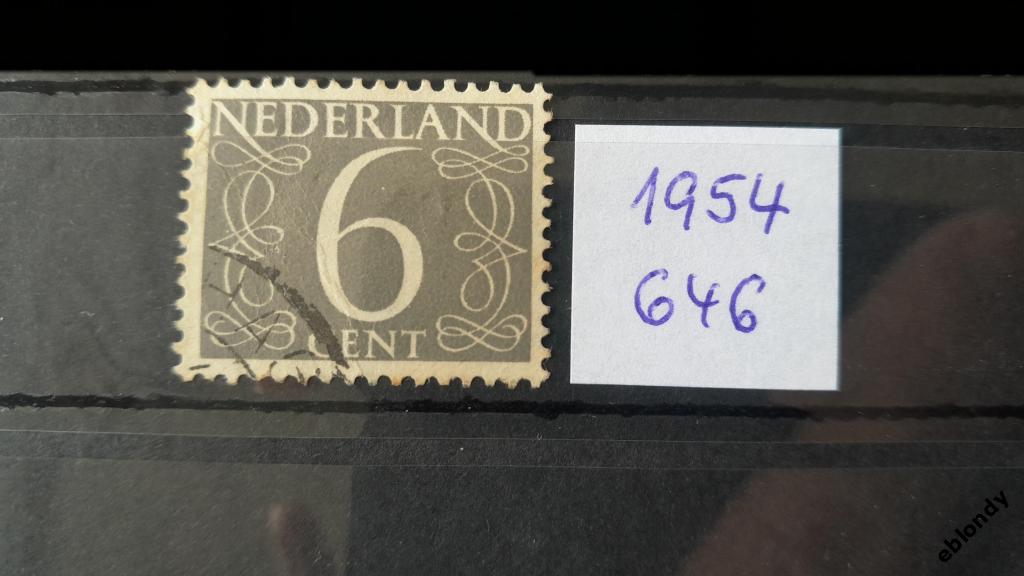 NEDERLAND
6
CENT
1954
646
eblondy